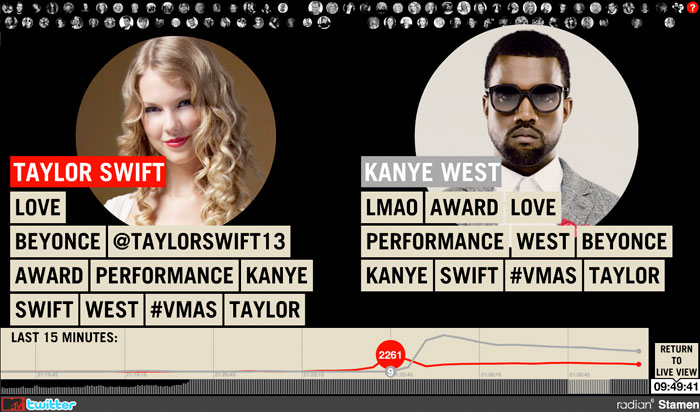 ?
TAYLOR SWIFT
LOVE
BEYONCE @TAYLORSWIFT13
AWARD PERFORMANCE KANYE
SWIFT WEST #VMAS TAYLOR
KANYE WEST
LMAO AWARD LOVE
PERFORMANCE WEST BEYONCE
KANYE SWIFT #VMAS TAYLOR
LAST 15 MINUTES:
2261
0
RETURN
TO
LIVE VIEW
09:49:41
MTV twitter
radian6 Stamen